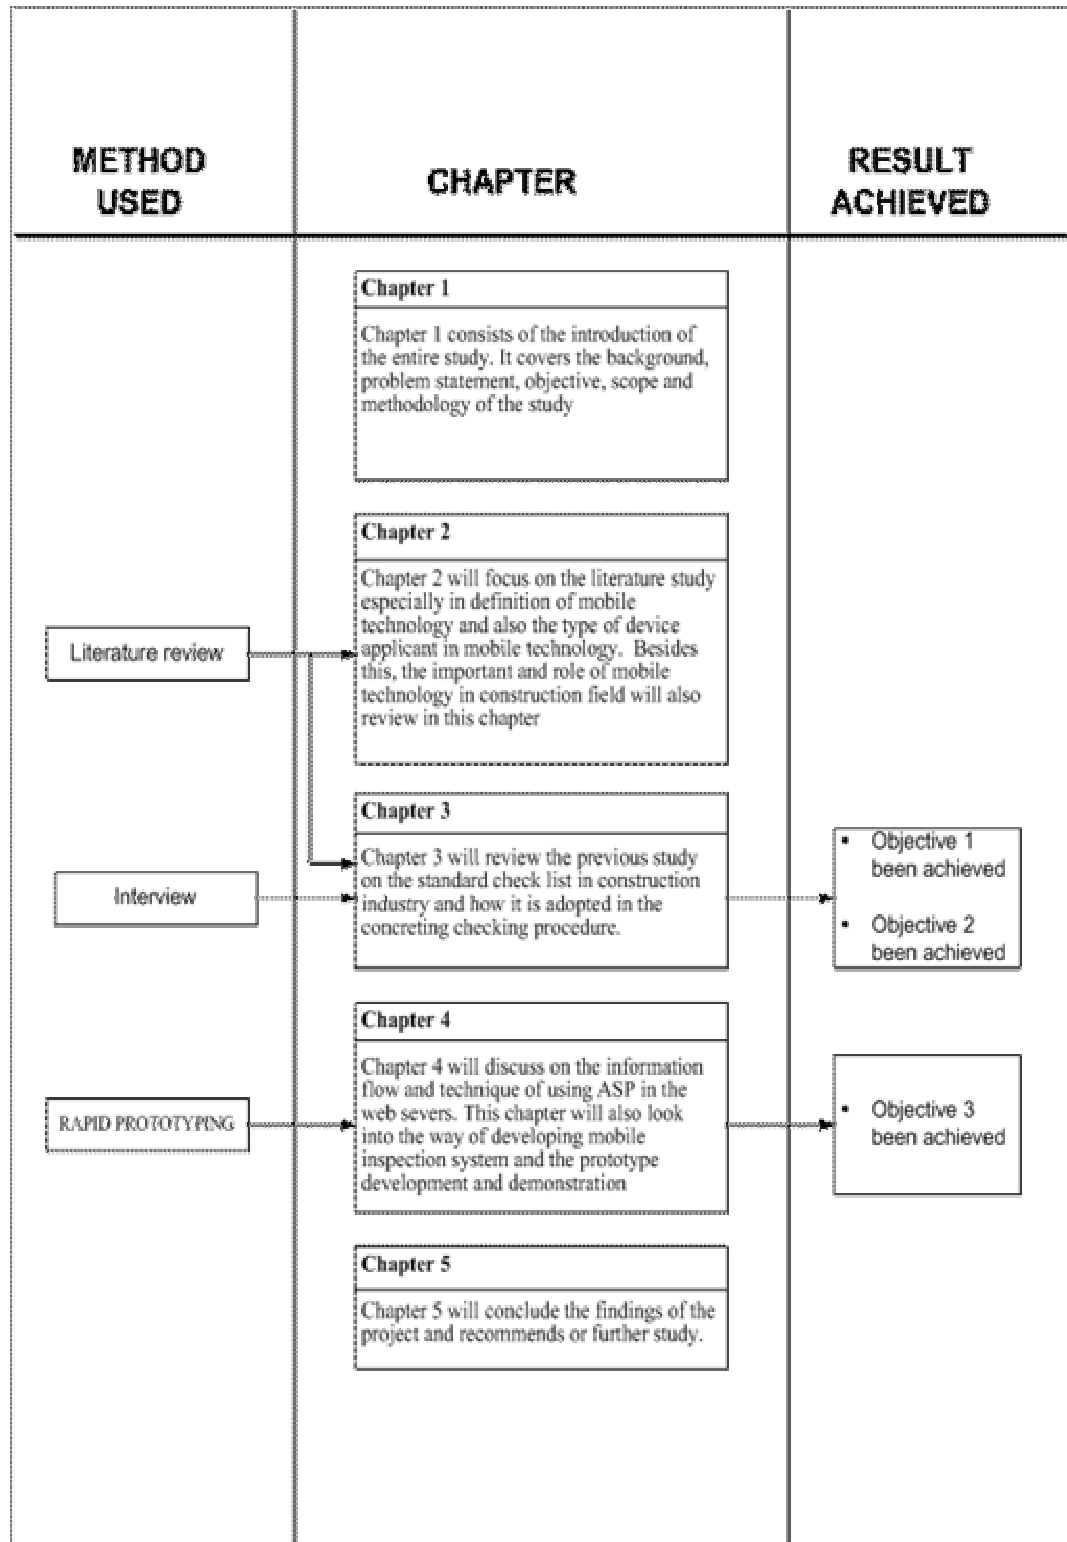 METHOD
USED
CHAPTER
RESULT
ACHIEVED
Chapter 1
Chapter 1 consists of the introduction of
the entire study. It covers the background,
problem statement, objective, scope and
methodology of the study
Chapter 2
Chapter 2 will focus on the literature study
especially in definition of mobile
technology and also the type of device
applicant in mobile technology. Besides
this, the important and role of mobile
technology in construction field will also
review in this chapter
Literature review
Chapter 3
Chapter 3 will review the previous study
on the standard check list in construction
industry and how it is adopted in the
concreting checking procedure.
Interview
• Objective 1
been achieved
• Objective 2
been achieved
Chapter 4
Chapter 4 will discuss on the information
flow and technique of using ASP in the
web severs. This chapter will also look
into the way of developing mobile
inspection system and the prototype
development and demonstration
RAPID PROTOTYPING
• Objective 3
been achieved
Chapter 5
Chapter 5 will conclude the findings of the
project and recommends or further study.